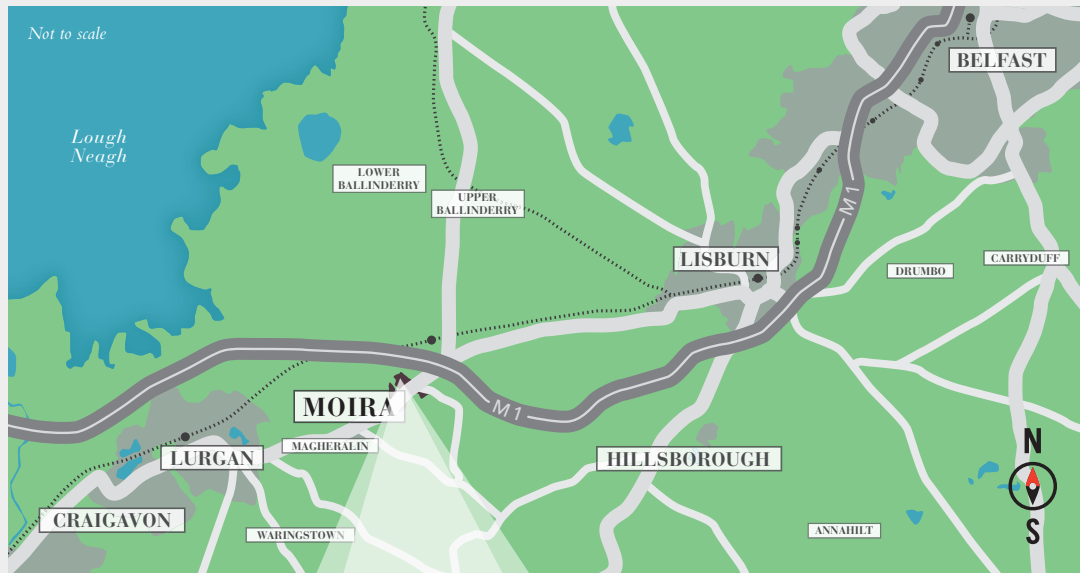 Not to scale
BELFAST
Lough
Neagh
LOWER
BALLINDERRY
UPPER
BALLINDERRY
M1
LISBURN
DRUMBO
CARRYDUFF
MOIRA
M1
MAGHERALIN
LURGAN
HILLSBOROUGH
N
CRAIGAVON
WARINGSTOWN
ANNAHILT
S